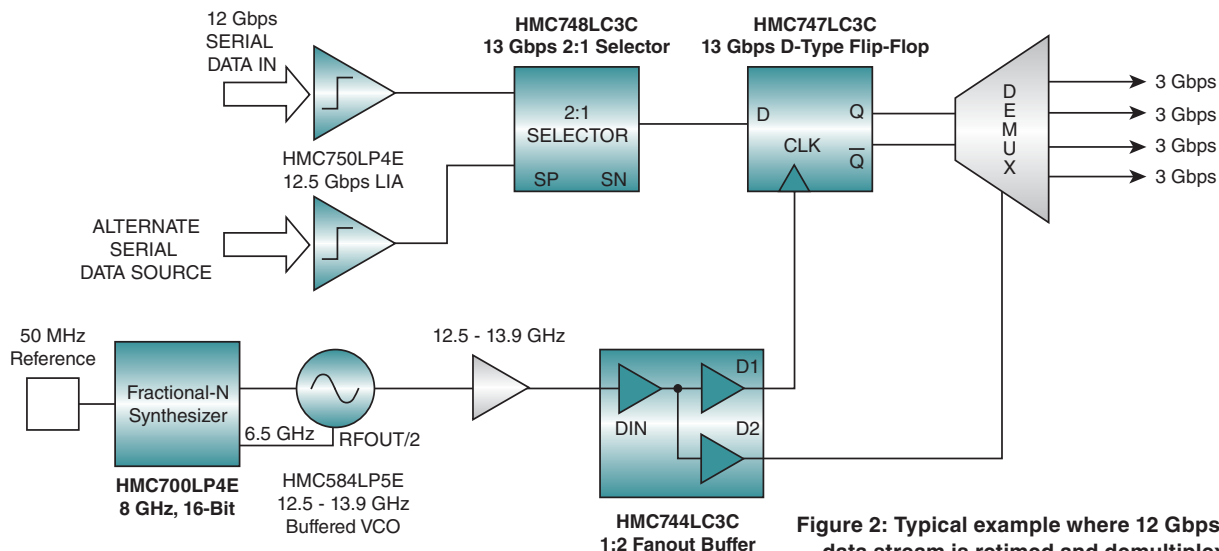 12 Gbps
SERIAL
DATA IN
HMC750LP4E
12.5 Gbps LIA
ALTERNATE
SERIAL
DATA SOURCE
HMC748LC3C
13 Gbps 2:1 Selector
2:1
SELECTOR
SP SN
HMC747LC3C
13 Gbps D-Type Flip-Flop
D Q
CLK
Q
DEMUX
3 Gbps
3 Gbps
3 Gbps
3 Gbps
50 MHz
Reference
Fractional-N
Synthesizer
6.5 GHz
RFOUT/2
HMC700LP4E
8 GHz, 16-Bit
HMC584LP5E
12.5 - 13.9 GHz
Buffered VCO
12.5 - 13.9 GHz
D1
DIN D2
HMC744LC3C
1:2 Fanout Buffer
Figure 2: Typical example where 12 Gbps
data stream is retimed and demultiplex